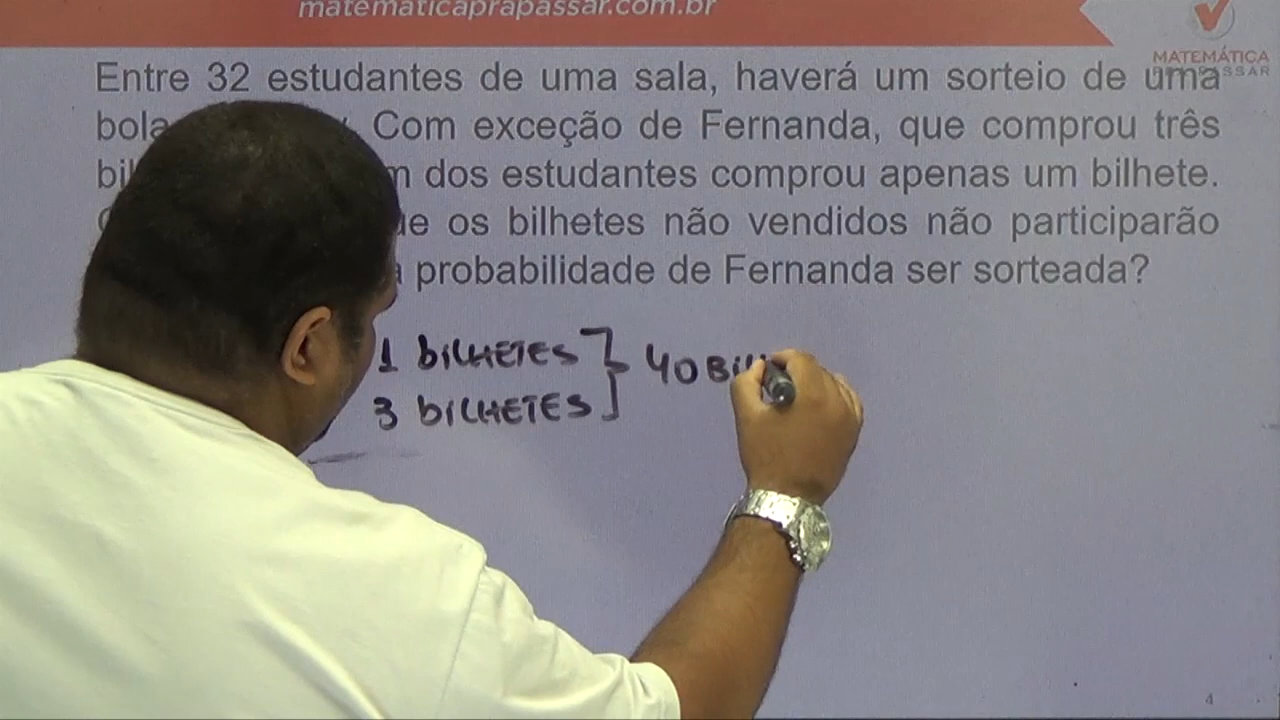 matematicaprapassar.com.br
MATEMÁTICA
PASSAR
Entre 32 estudantes de uma sala, haverá um sorteio de uma
bola Com exceção de Fernanda, que comprou três
dos estudantes comprou apenas um bilhete.
os bilhetes não vendidos não participarão
probabilidade de Fernanda ser sorteada?
1 BILHETES
3 BILHETES
40
4